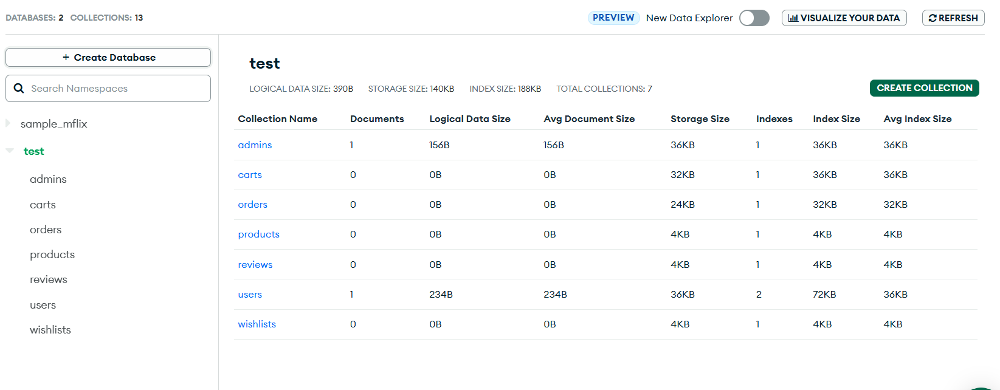 DATABASES: 2 COLLECTIONS: 13
PREVIEW New Data Explorer VISUALIZE YOUR DATA REFRESH
+ Create Database
Search Namespaces
sample_mflix
test
admins
carts
orders
products
reviews
users
wishlists
test
LOGICAL DATA SIZE: 390B STORAGE SIZE: 140KB INDEX SIZE: 188KB TOTAL COLLECTIONS: 7
CREATE COLLECTION
Collection Name Documents Logical Data Size Avg Document Size Storage Size Indexes Index Size Avg Index Size
admins 1 156B 156B 36KB 1 36KB 36KB
carts 0 0B 0B 32KB 1 36KB 36KB
orders 0 0B 0B 24KB 1 32KB 32KB
products 0 0B 0B 4KB 1 4KB 4KB
reviews 0 0B 0B 4KB 1 4KB 4KB
users 1 234B 234B 36KB 2 72KB 36KB
wishlists 0 0B 0B 4KB 1 4KB 4KB